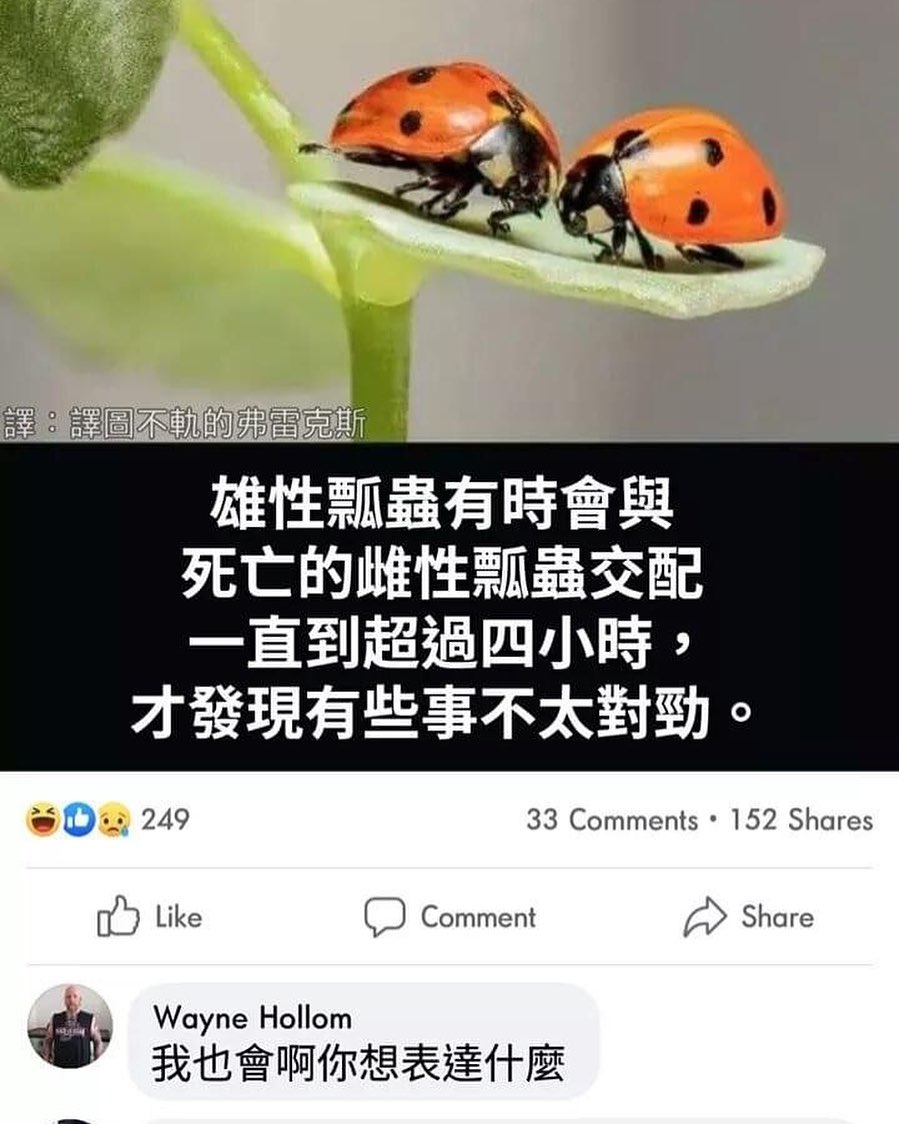 譯：譯圖不軌的弗雷克斯
雄性瓢蟲有時會與
死亡的雌性瓢蟲交配
一直到超過四小時，
才發現有些事不太對勁。
249
33 Comments • 152 Shares
Like
Comment
Share
Wayne Hollom
我也會啊你想表達什麼